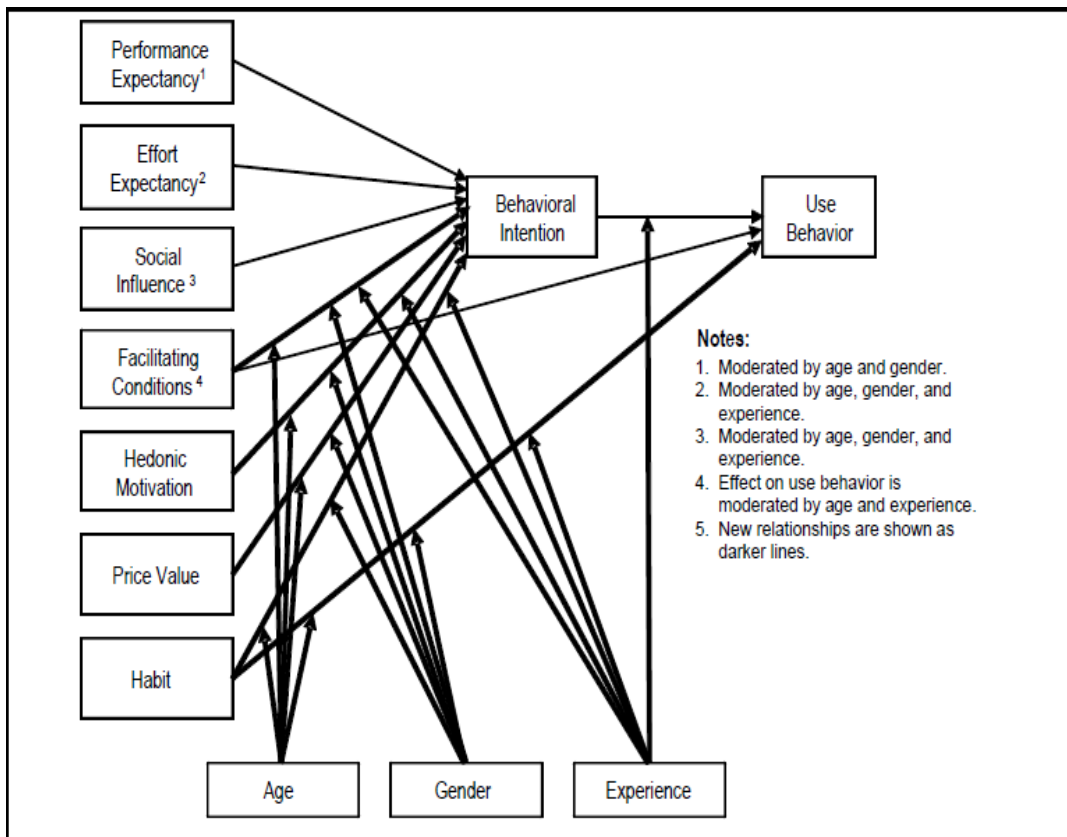 Performance
Expectancy¹
Effort
Expectancy²
Behavioral
Intention
Use
Behavior
Social
Influence ³
Facilitating
Conditions ⁴
Notes:
1. Moderated by age and gender.
2. Moderated by age, gender, and
experience.
3. Moderated by age, gender, and
experience.
4. Effect on use behavior is
moderated by age and experience.
5. New relationships are shown as
darker lines.
Hedonic
Motivation
Price Value
Habit
Age
Gender
Experience